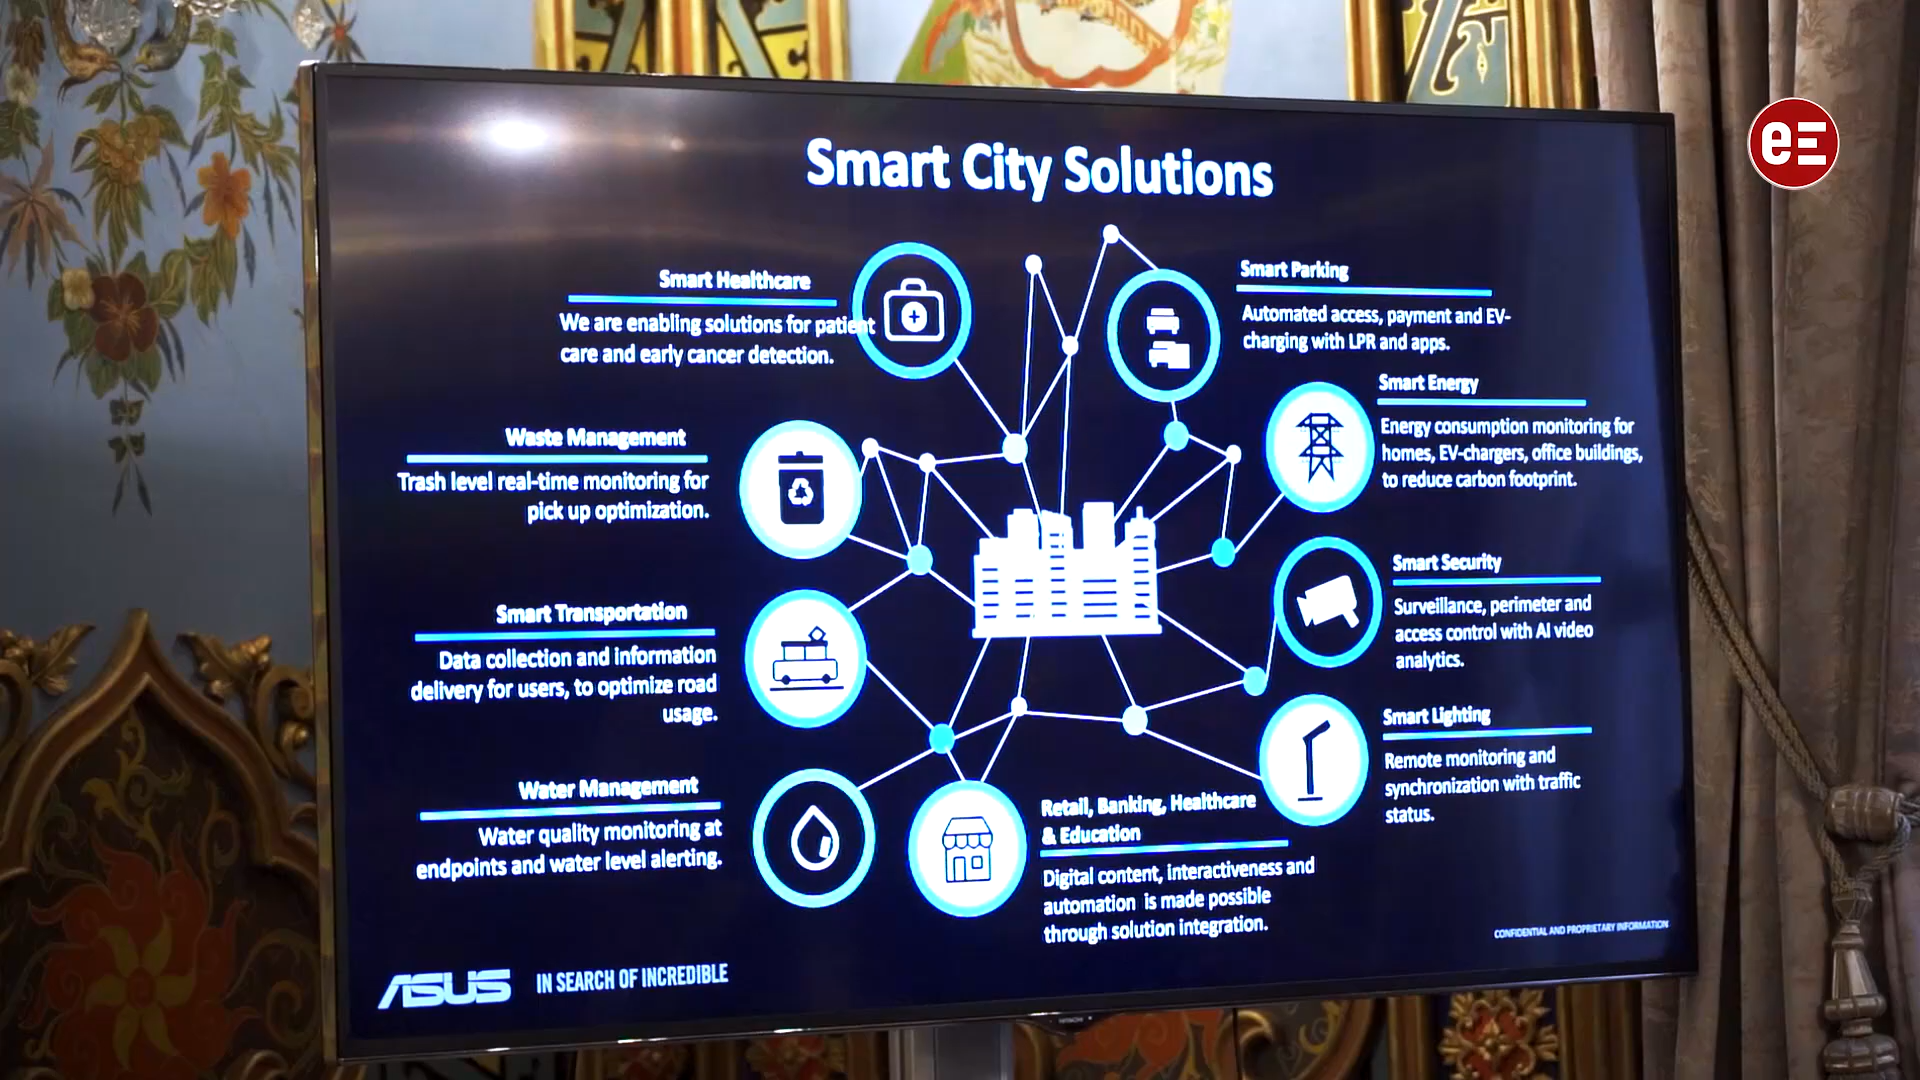 Smart City Solutions
eE
Smart Healthcare
We are enabling solutions for patient
care and early cancer detection.
Smart Parking
Automated access, payment and EV-
charging with LPR and apps.
Smart Energy
Energy consumption monitoring for
homes, EV-chargers, office buildings,
to reduce carbon footprint.
Waste Management
Trash level real-time monitoring for
pick up optimization.
Smart Security
Surveillance, perimeter and
access control with AI video
analytics.
Smart Transportation
Data collection and information
delivery for users, to optimize road
usage.
Smart Lighting
Remote monitoring and
synchronization with traffic
status.
Water Management
Water quality monitoring at
endpoints and water level alerting.
Retail, Banking, Healthcare
& Education
Digital content, interactiveness and
automation is made possible
through solution integration.
CONFIDENTIAL AND PROPRIETARY INFORMATION
ASUS IN SEARCH OF INCREDIBLE
HITACHI